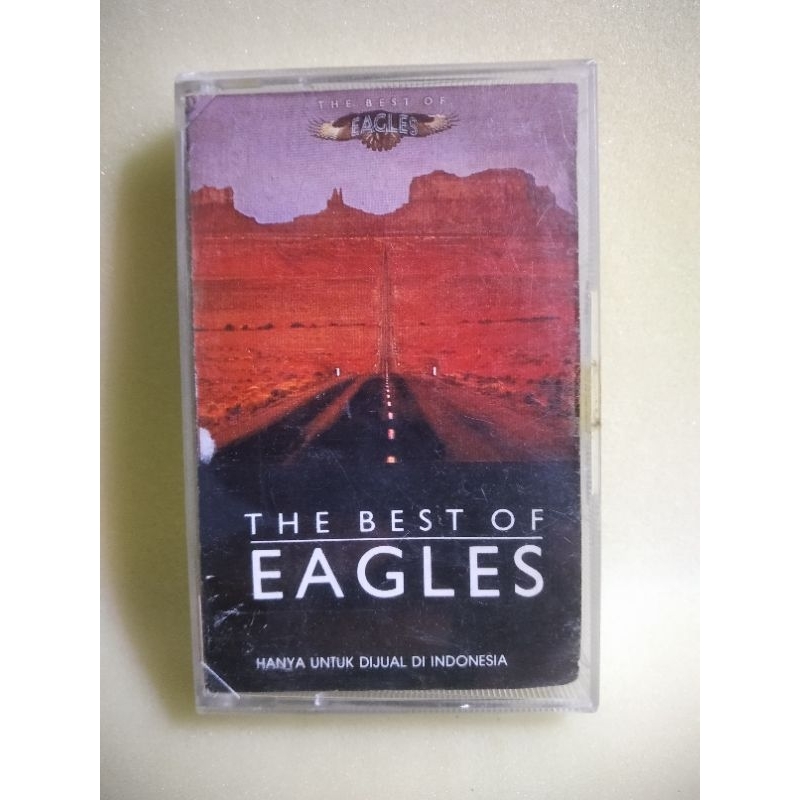 THE BEST OF
EAGLES
THE BEST OF
EAGLES
HANYA UNTUK DIJUAL DI INDONESIA